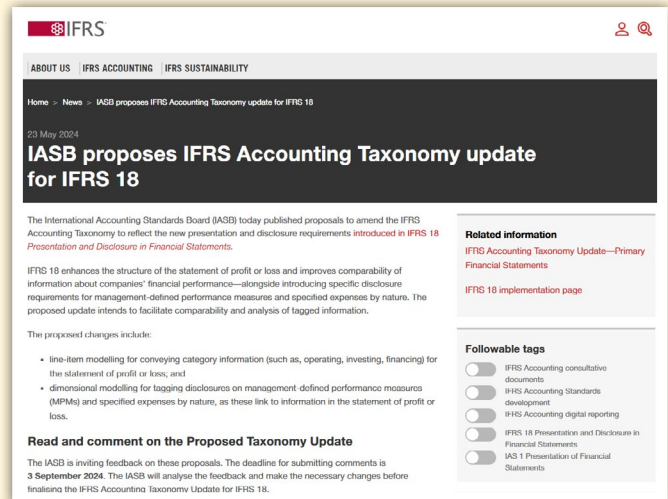 IFRS
ABOUT US IFRS ACCOUNTING IFRS SUSTAINABILITY
Home > News > IASB proposes IFRS Accounting Taxonomy update for IFRS 18
23 May 2024
IASB proposes IFRS Accounting Taxonomy update
for IFRS 18
The International Accounting Standards Board (IASB) today published proposals to amend the IFRS
Accounting Taxonomy to reflect the new presentation and disclosure requirements introduced in IFRS 18
Presentation and Disclosure in Financial Statements.
IFRS 18 enhances the structure of the statement of profit or loss and improves comparability of
information about companies' financial performance—alongside introducing specific disclosure
requirements for management-defined performance measures and specified expenses by nature. The
proposed update intends to facilitate comparability and analysis of tagged information.
The proposed changes include:
• line-item modelling for conveying category information (such as, operating, investing, financing) for
the statement of profit or loss; and
• dimensional modelling for tagging disclosures on management-defined performance measures
(MPMs) and specified expenses by nature, as these link to information in the statement of profit or
loss.
Read and comment on the Proposed Taxonomy Update
The IASB is inviting feedback on these proposals. The deadline for submitting comments is
3 September 2024. The IASB will analyse the feedback and make the necessary changes before
finalising the IFRS Accounting Taxonomy Update for IFRS 18.
Related information
IFRS Accounting Taxonomy Update—Primary
Financial Statements
IFRS 18 implementation page
Followable tags
IFRS Accounting consultative
documents
IFRS Accounting Standards
development
IFRS Accounting digital reporting
IFRS 18 Presentation and Disclosure in
Financial Statements
IAS 1 Presentation of Financial
Statements